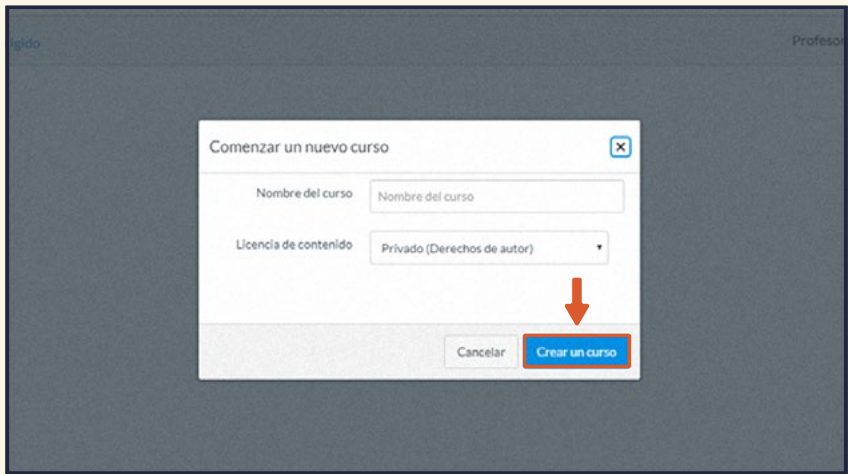 Profesor
Comenzar un nuevo curso
Nombre del curso
Nombre del curso
Licencia de contenido
Privado (Derechos de autor)
Cancelar
Crear un curso